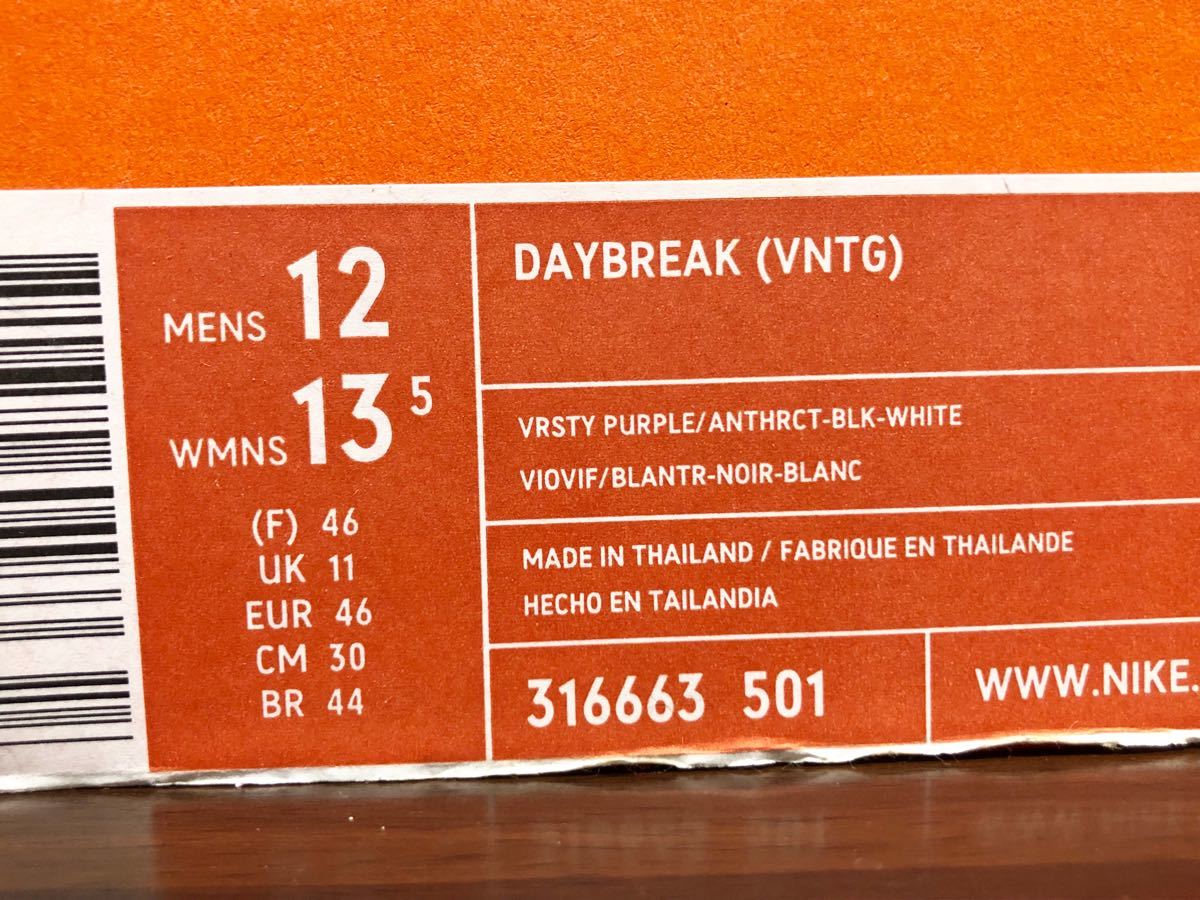 MENS 12
WMNS 13 5
(F) 46
UK 11
EUR 46
CM 30
BR 44
DAYBREAK (VNTG)
VRSTY PURPLE/ANTHRCT-BLK-WHITE
VIOVIF/BLANTR-NOIR-BLANC
MADE IN THAILAND / FABRIQUE EN THAILANDE
HECHO EN TAILANDIA
316663 501
WWW.NIKE.